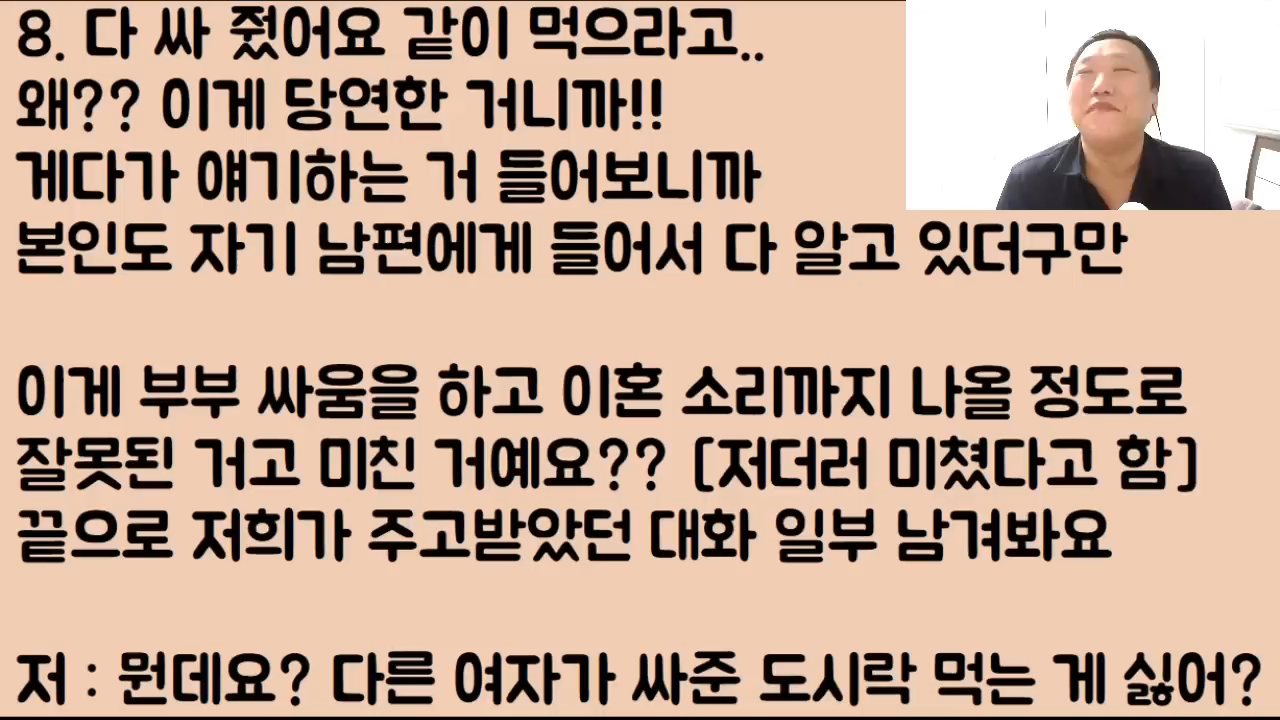 8. 다 싸 줬어요 같이 먹으라고..
왜?? 이게 당연한 거니까!!
게다가 얘기하는 거 들어보니까
본인도 자기 남편에게 들어서 다 알고 있더구만
이게 부부 싸움을 하고 이혼 소리까지 나올 정도로
잘못된 거고 미친 거예요?? [저더러 미쳤다고 함]
끝으로 저희가 주고받았던 대화 일부 남겨봐요
저 : 뭔데요? 다른 여자가 싸준 도시락 먹는 게 싫어?